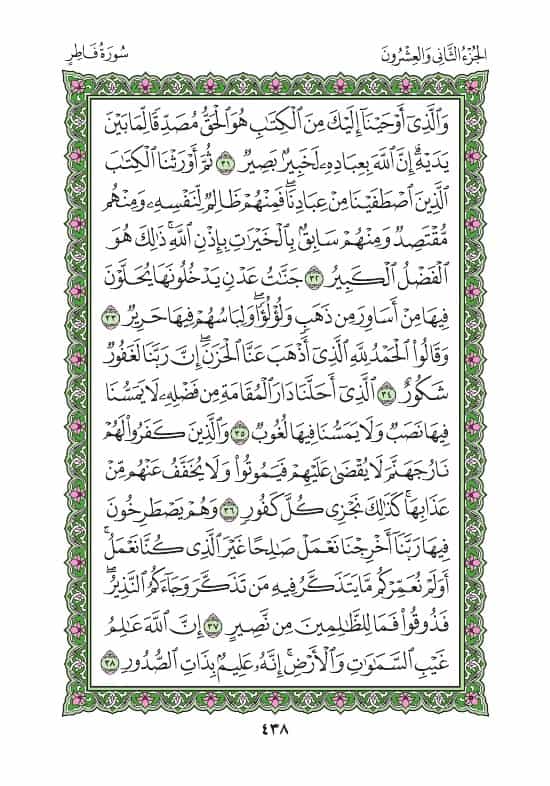 الجُزْءُ الثَّانِي وَالعِشْرُونَ
سُورَةُ فَاطِرٍ
وَٱلَّذِىٓ أَوْحَيْنَآ إِلَيْكَ مِنَ ٱلْكِتَٰبِ هُوَ ٱلْحَقُّ مُصَدِّقًا لِّمَا بَيْنَ
يَدَيْهِۗ إِنَّ ٱللَّهَ بِعِبَادِهِۦ لَخَبِيرُۢ بَصِيرٌ ٣١ ثُمَّ أَوْرَثْنَا ٱلْكِتَٰبَ
ٱلَّذِينَ ٱصْطَفَيْنَا مِنْ عِبَادِنَاۖ فَمِنْهُمْ ظَالِمٌ لِّنَفْسِهِۦ وَمِنْهُم
مُّقْتَصِدٌ وَمِنْهُمْ سَابِقُۢ بِٱلْخَيْرَٰتِ بِإِذْنِ ٱللَّهِۚ ذَٰلِكَ هُوَ
ٱلْفَضْلُ ٱلْكَبِيرُ ٣٢ جَنَّٰتُ عَدْنٍ يَدْخُلُونَهَا يُحَلَّوْنَ
فِيهَا مِنْ أَسَاوِرَ مِن ذَهَبٍ وَلُؤْلُؤًاۖ وَلِبَاسُهُمْ فِيهَا حَرِيرٌ ٣٣
وَقَالُوا۟ ٱلْحَمْدُ لِلَّهِ ٱلَّذِىٓ أَذْهَبَ عَنَّا ٱلْحَزَنَۖ إِنَّ رَبَّنَا لَغَفُورٌ
شَكُورٌ ٣٤ ٱلَّذِىٓ أَحَلَّنَا دَارَ ٱلْمُقَامَةِ مِن فَضْلِهِۦ لَا يَمَسُّنَا
فِيهَا نَصَبٌ وَلَا يَمَسُّنَا فِيهَا لُغُوبٌ ٣٥ وَٱلَّذِينَ كَفَرُوا۟ لَهُمْ
نَارُ جَهَنَّمَ لَا يُقْضَىٰ عَلَيْهِمْ فَيَمُوتُوا۟ وَلَا يُخَفَّفُ عَنْهُم مِّنْ
عَذَابِهَاۚ كَذَٰلِكَ نَجْزِى كُلَّ كَفُورٍ ٣٦ وَهُمْ يَصْطَرِخُونَ
فِيهَا رَبَّنَآ أَخْرِجْنَا نَعْمَلْ صَٰلِحًا غَيْرَ ٱلَّذِى كُنَّا نَعْمَلُۚ
أَوَلَمْ نُعَمِّرْكُم مَّا يَتَذَكَّرُ فِيهِ مَن تَذَكَّرَ وَجَآءَكُمُ ٱلنَّذِيرُۖ
فَذُوقُوا۟ فَمَا لِلظَّٰلِمِينَ مِن نَّصِيرٍ ٣٧ إِنَّ ٱللَّهَ عَٰلِمُ
غَيْبِ ٱلسَّمَٰوَٰتِ وَٱلْأَرْضِۚ إِنَّهُۥ عَلِيمُۢ بِذَاتِ ٱلصُّدُورِ ٣٨
٤٣٨